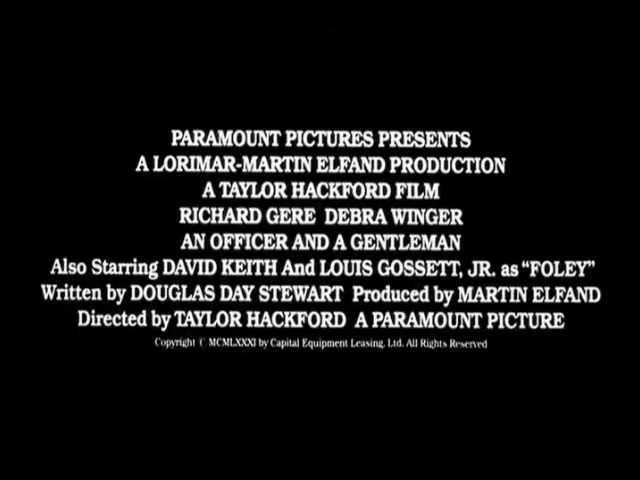 PARAMOUNT PICTURES PRESENTS
A LORIMAR-MARTIN ELFAND PRODUCTION
A TAYLOR HACKFORD FILM
RICHARD GERE DEBRA WINGER
AN OFFICER AND A GENTLEMAN
Also Starring DAVID KEITH And LOUIS GOSSETT, JR. as “FOLEY”
Written by DOUGLAS DAY STEWART Produced by MARTIN ELFAND
Directed by TAYLOR HACKFORD A PARAMOUNT PICTURE
Copyright © MCMLXXXI by Capital Equipment Leasing, Ltd. All Rights Reserved